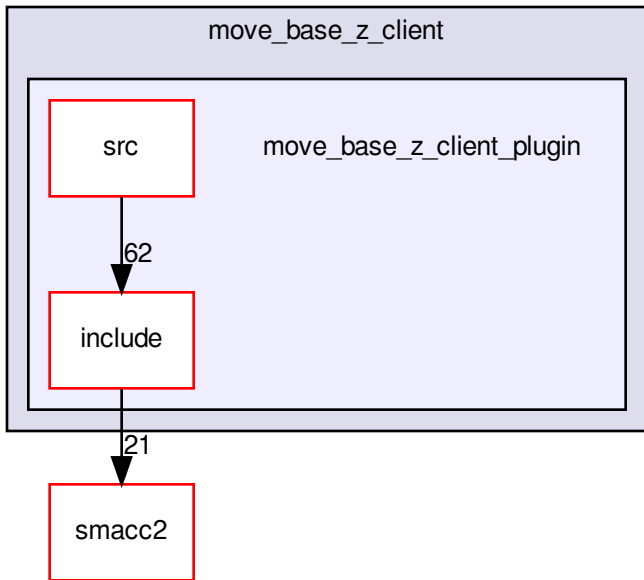 move_base_z_client
src
move_base_z_client_plugin
62
include
21
smacc2